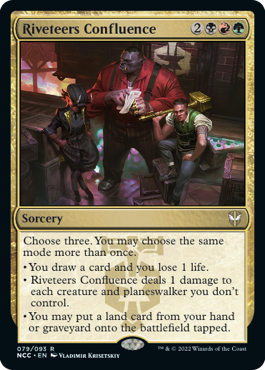 Riveteers Confluence 2
Sorcery
Choose three. You may choose the same
mode more than once.
•You draw a card and you lose 1 life.
• Riveteers Confluence deals 1 damage to
each creature and planeswalker you don't
control.
•You may put a land card from your hand
or graveyard onto the battlefield tapped.
079/093 R
NCC • EN Vladimir Krisetskiy
™ & © 2022 Wizards of the Coast